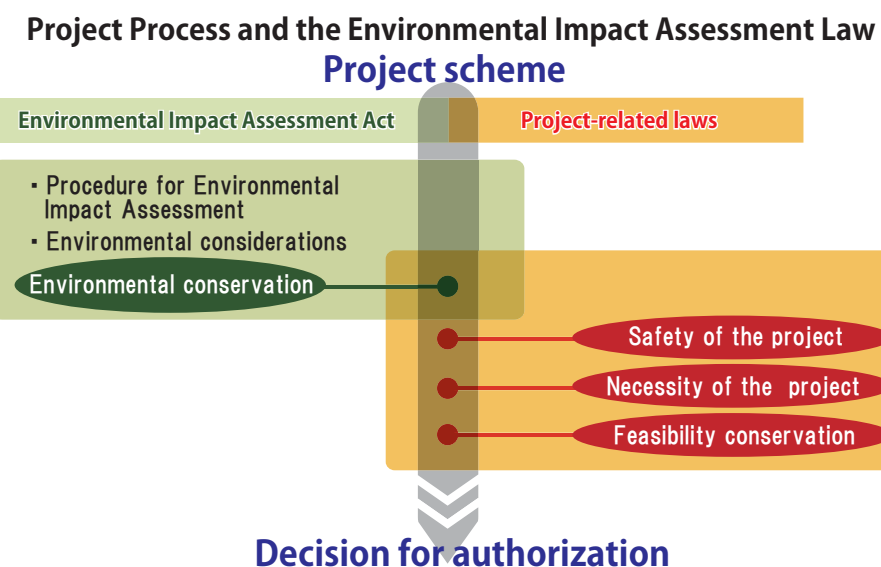 Project Process and the Environmental Impact Assessment Law
Project scheme
Environmental Impact Assessment Act
Project-related laws
・Procedure for Environmental
Impact Assessment
・Environmental considerations
Environmental conservation
Safety of the project
Necessity of the project
Feasibility conservation
Decision for authorization